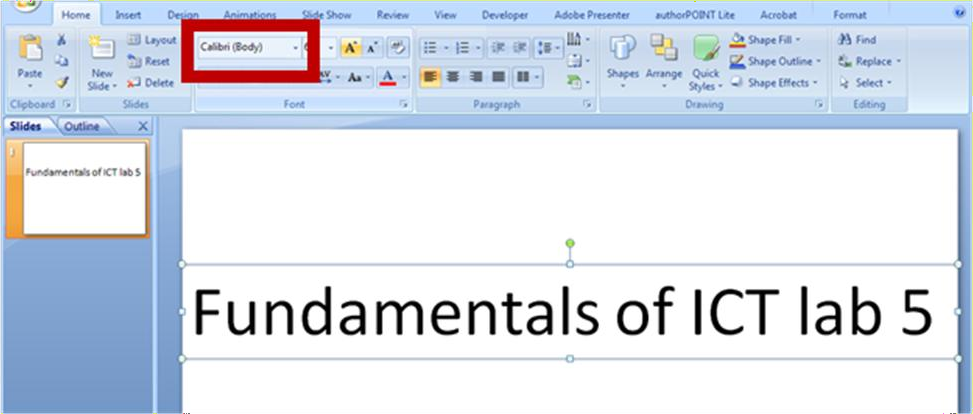 Home Insert Design Animations Slide Show Review View Developer Adobe Presenter authorPOINT Lite Acrobat Format
Calibri (Body)
Layout
Reset
Delete
Paste
New
Slide
Shapes Arrange Quick
Styles
Shape Fill
Shape Outline
Shape Effects
Find
Replace
Select
Clipboard Slides Font Paragraph Drawing Editing
Slides Outline X
1
Fundamentals of ICT lab 5
Fundamentals of ICT lab 5